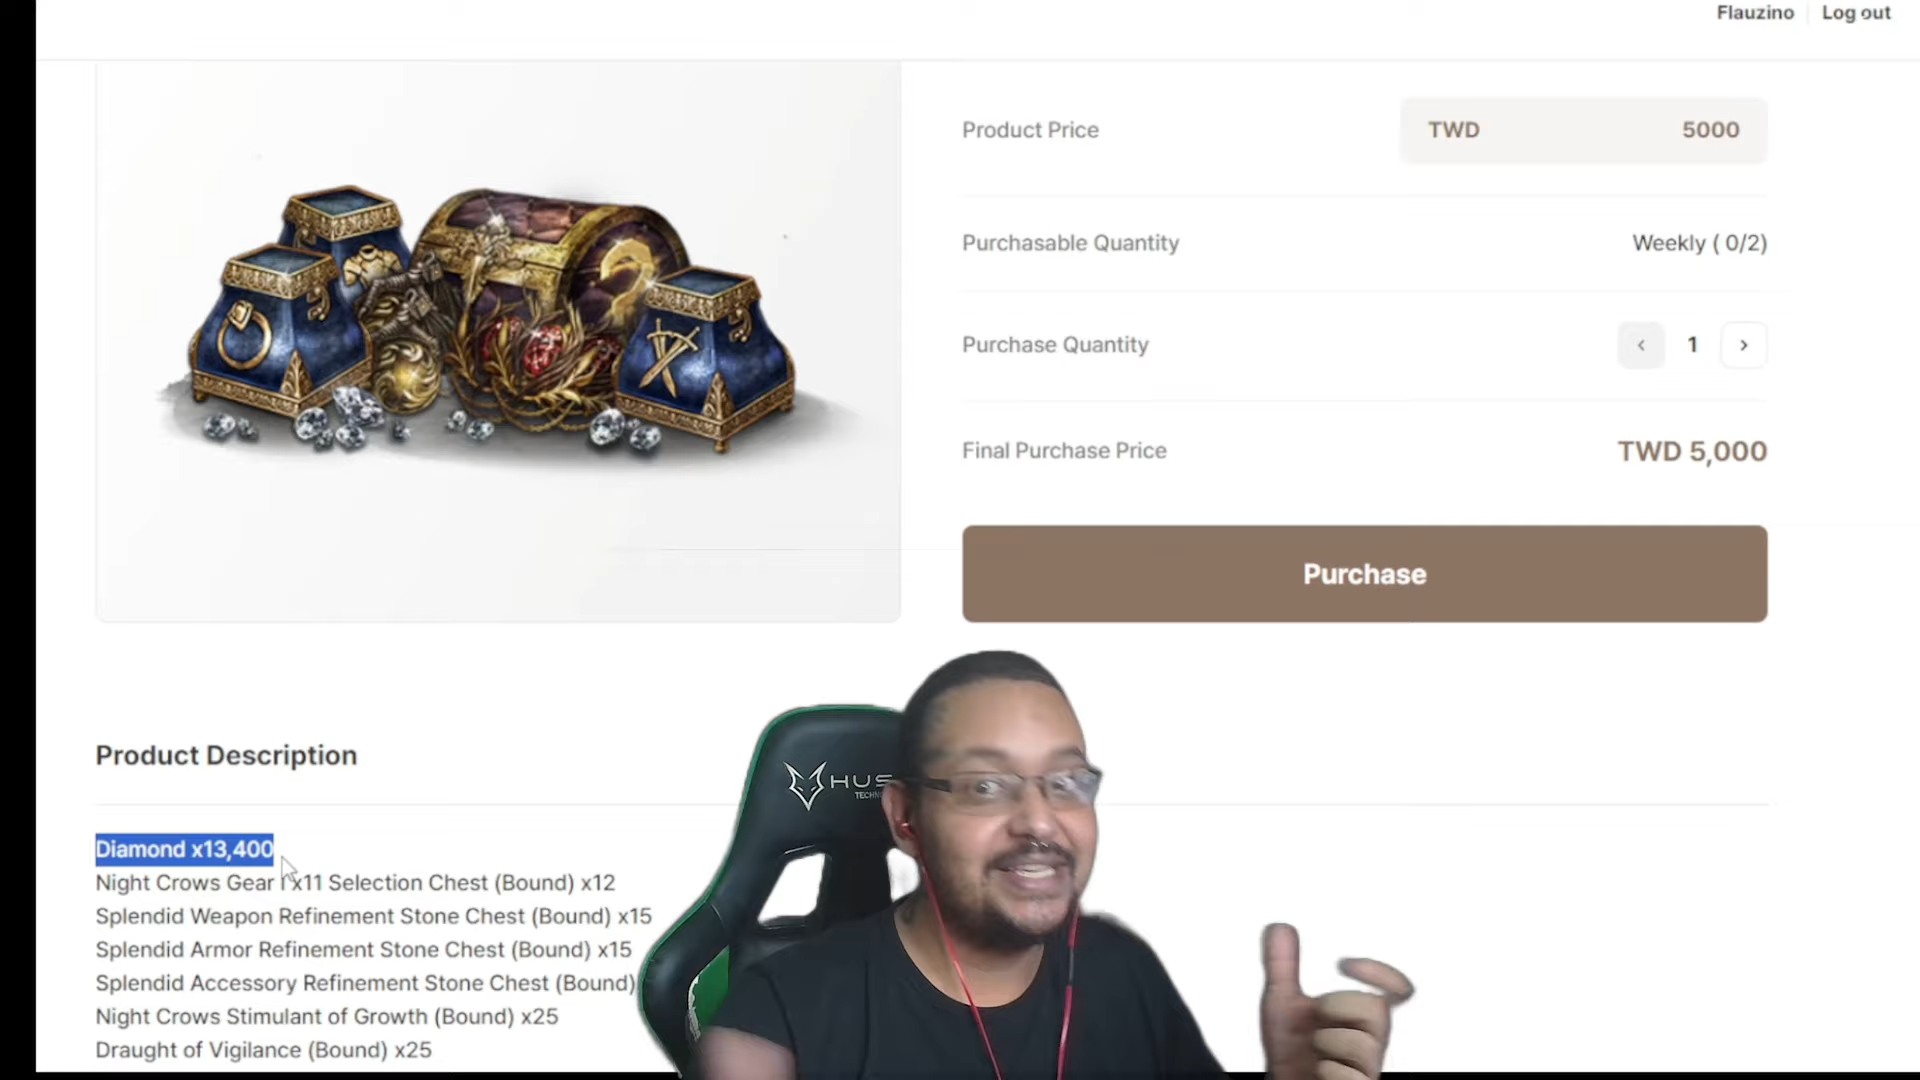 Flauzino
Log out
Product Price
TWD
5000
Purchasable Quantity
Weekly ( 0/2)
Purchase Quantity
1
Final Purchase Price
TWD 5,000
Purchase
Product Description
HUS
Diamond x13,400
Night Crows Gear x11 Selection Chest (Bound) x12
Splendid Weapon Refinement Stone Chest (Bound) x15
Splendid Armor Refinement Stone Chest (Bound) x15
Splendid Accessory Refinement Stone Chest (Bound)
Night Crows Stimulant of Growth (Bound) x25
Draught of Vigilance (Bound) x25